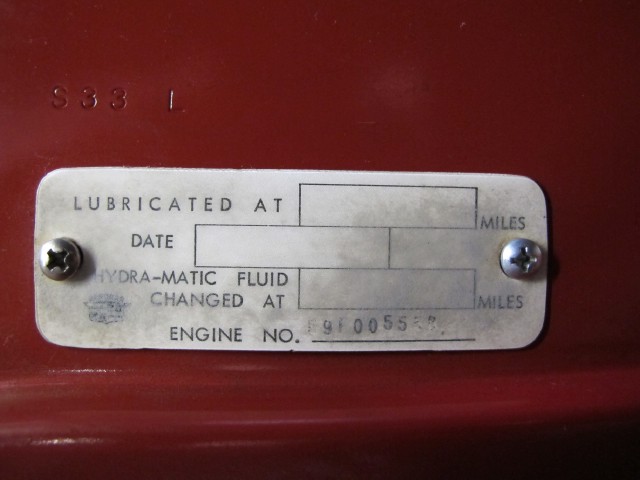 S33 L
LUBRICATED AT
MILES
DATE
HYDRA-MATIC FLUID
CHANGED AT
MILES
ENGINE NO.